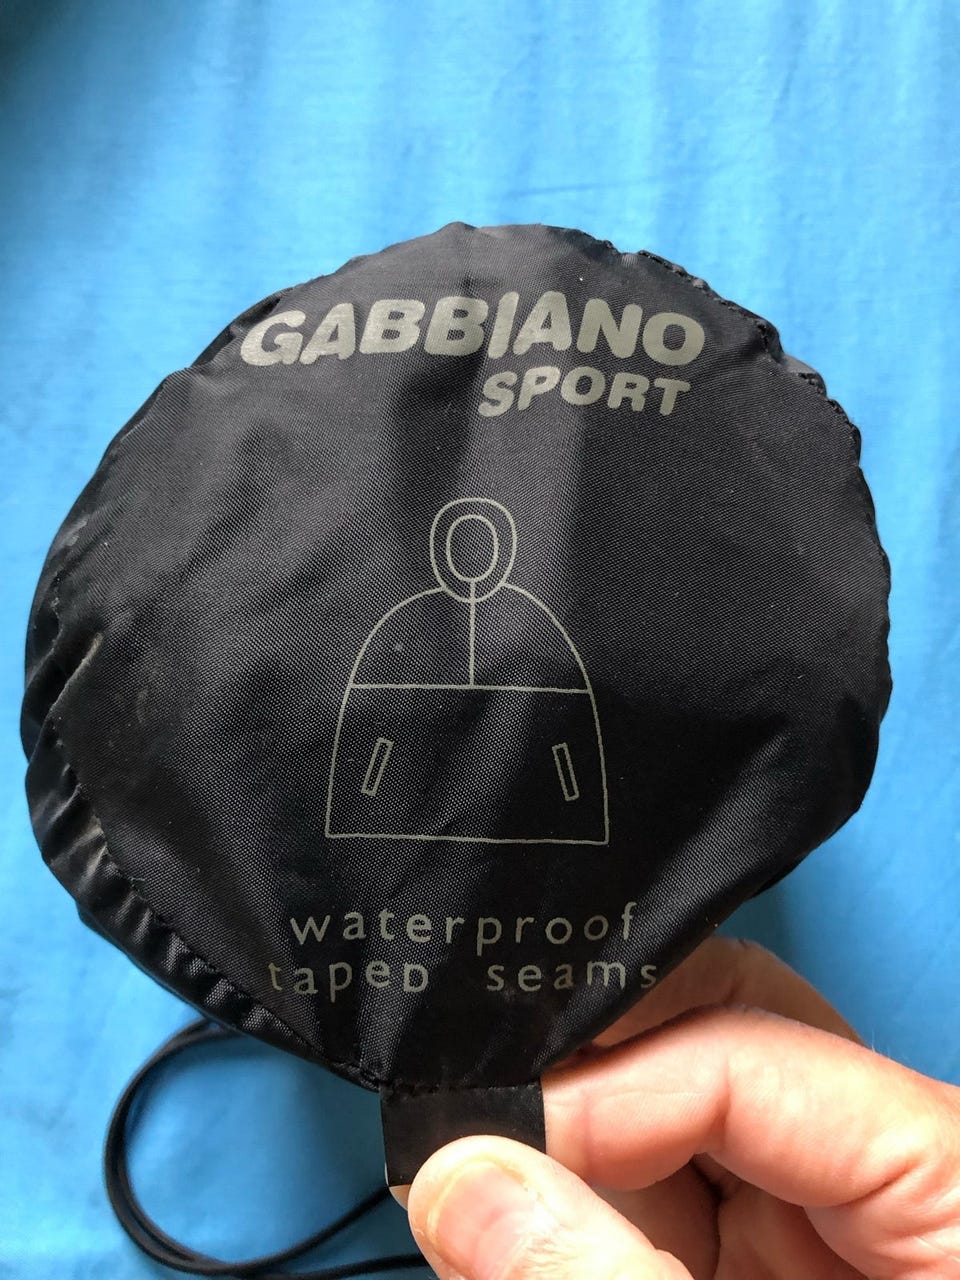 GABBIANO
SPORT
waterproof
tapeD seams